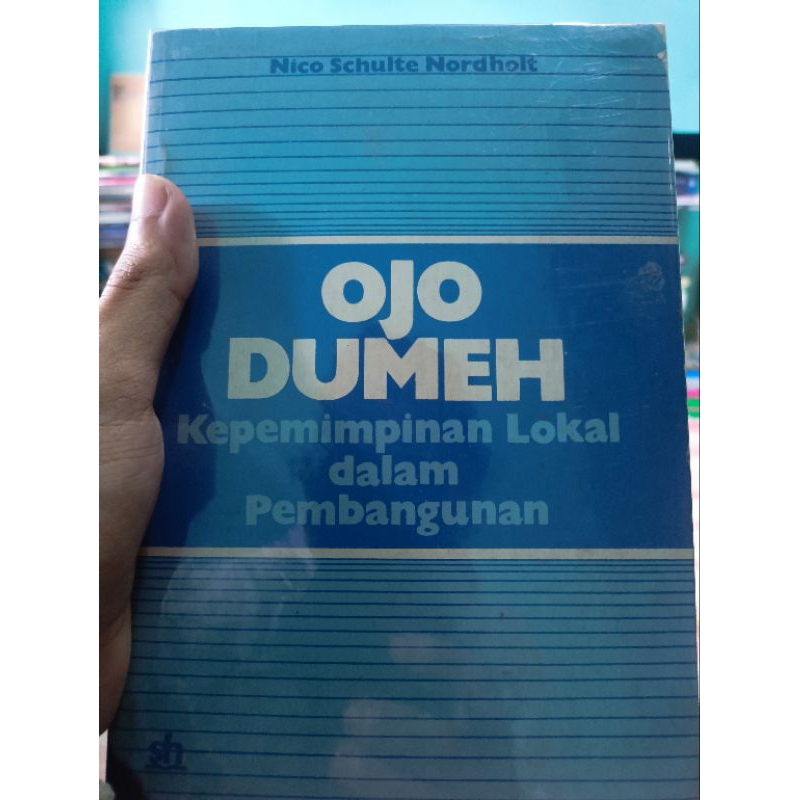 Nico Schulte Nordholt
OJO
DUMEH
Kepemimpinan Lokal
dalam
Pembangunan
sh